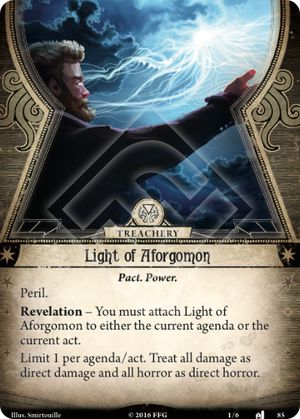 TREACHERY
Light of Aforgomon
Pact. Power.
Peril.
Revelation – You must attach Light of
Aforgomon to either the current agenda or the
current act.
Limit 1 per agenda/act. Treat all damage as
direct damage and all horror as direct horror.
Illus. Smirtouille
© 2016 FFG
1/6
85